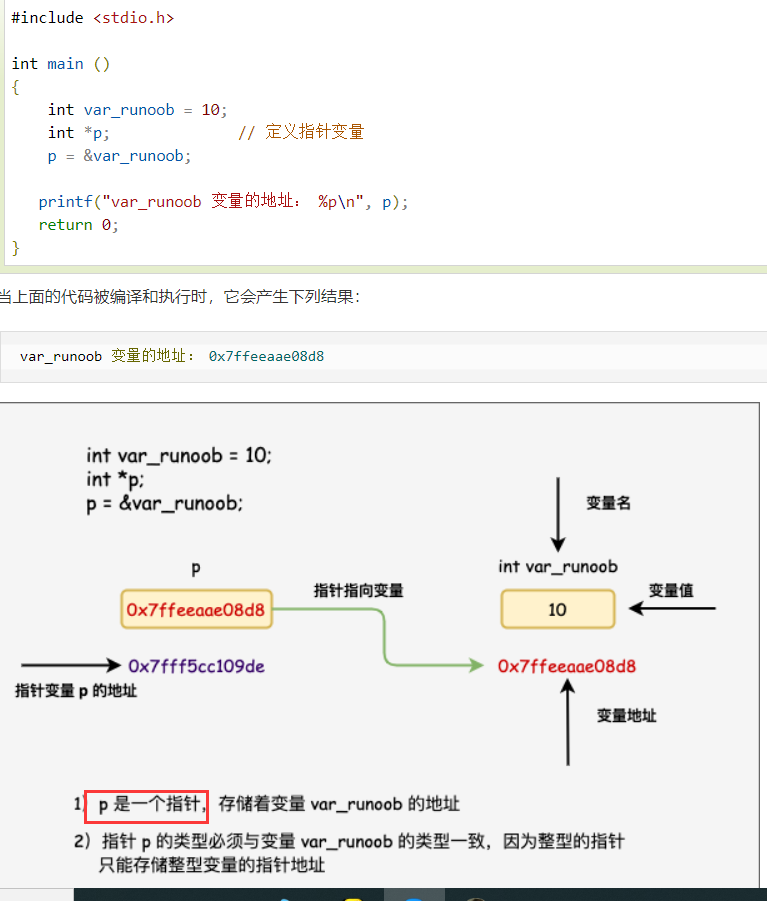 #include <stdio.h>
int main ()
{
int var_runoob = 10;
int *p; // 定义指针变量
p = &var_runoob;
printf("var_runoob 变量的地址: %p\n", p);
return 0;
}
当上面的代码被编译和执行时，它会产生下列结果：
var_runoob 变量的地址: 0x7ffeeaae08d8
int var_runoob = 10;
int *p;
p = &var_runoob;
变量名
p
int var_runoob
指针指向变量
变量值
0x7ffeeaae08d8
10
0x7fff5cc109de
0x7ffeeaae08d8
指针变量 p 的地址
变量地址
1) p 是一个指针，存储着变量 var_runoob 的地址
2）指针 p 的类型必须与变量 var_runoob 的类型一致，因为整型的指针
只能存储整型变量的指针地址